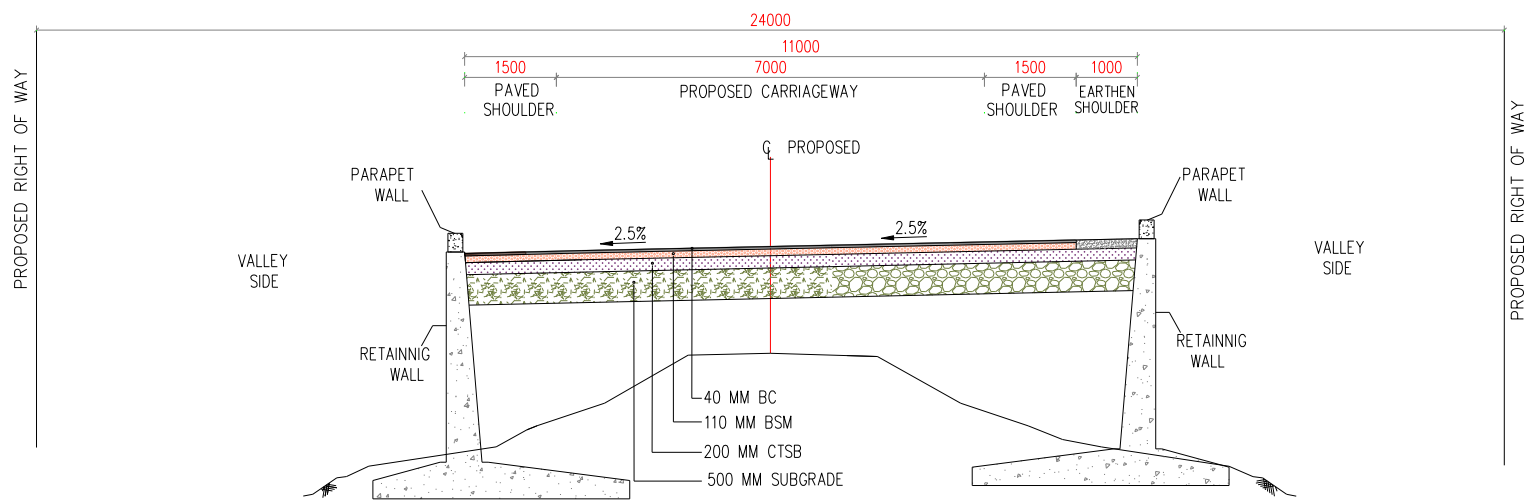 24000
11000
1500
7000
1500
1000
PAVED
SHOULDER
PROPOSED CARRIAGEWAY
PAVED
SHOULDER
EARTHEN
SHOULDER
PROPOSED RIGHT OF WAY
PROPOSED RIGHT OF WAY
℄ PROPOSED
PARAPET
WALL
PARAPET
WALL
2.5%
2.5%
VALLEY
SIDE
VALLEY
SIDE
RETAINNIG
WALL
RETAINNIG
WALL
40 MM BC
110 MM BSM
200 MM CTSB
500 MM SUBGRADE